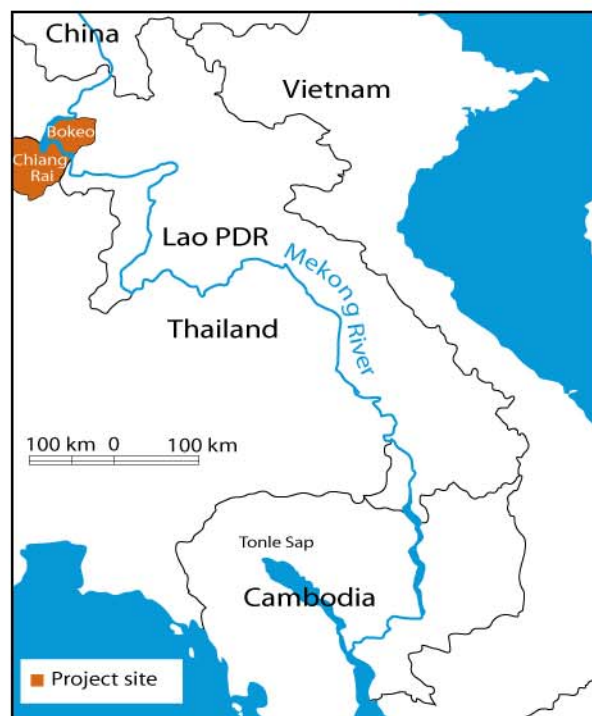 China
Vietnam
Bokeo
Chiang
Rai
Lao PDR
Mekong River
Thailand
100 km 0 100 km
Tonle Sap
Cambodia
Project site